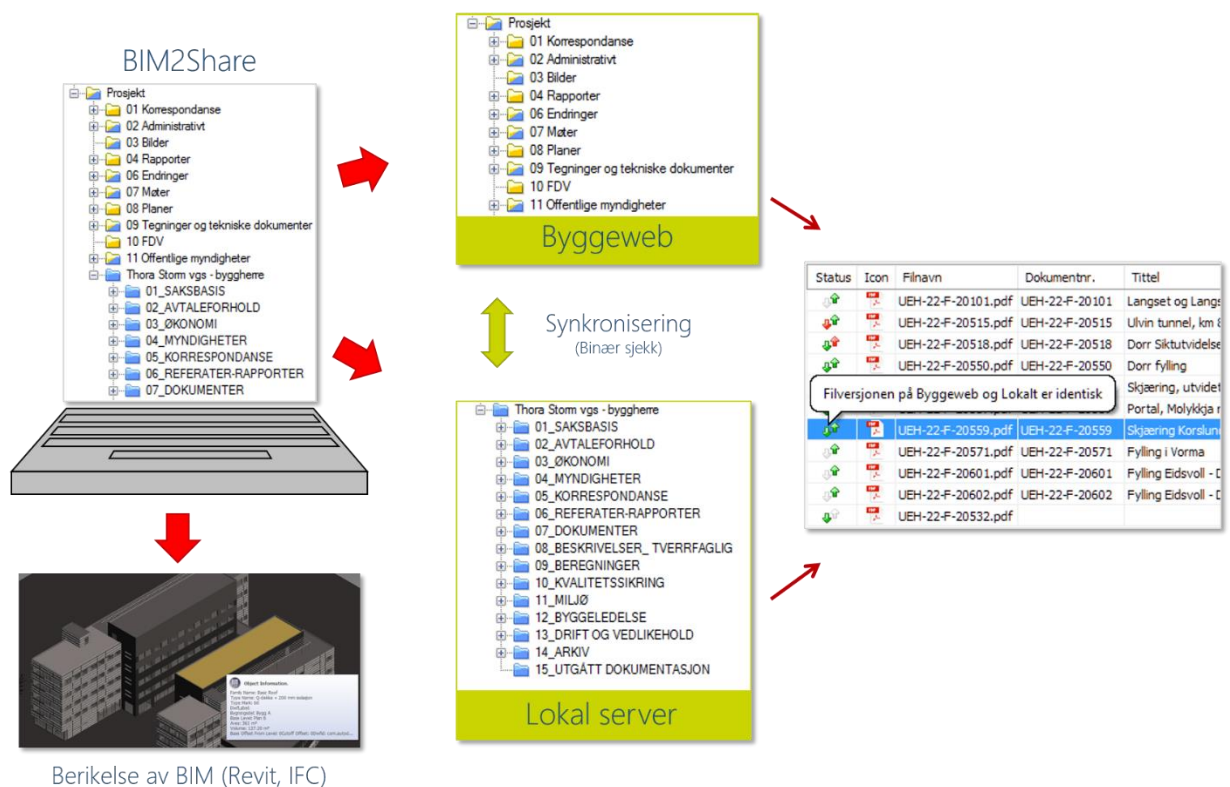 BIM2Share
Prosjekt
01 Korrespondanse
02 Administrativt
03 Bilder
04 Rapporter
06 Endringer
07 Møter
08 Planer
09 Tegninger og tekniske dokumenter
10 FDV
11 Offentlige myndigheter
Thora Storm vgs - byggherre
01_SAKSBASIS
02_AVTALEFORHOLD
03_ØKONOMI
04_MYNDIGHETER
05_KORRESPONDANSE
06_REFERATER-RAPPORTER
07_DOKUMENTER
Prosjekt
01 Korrespondanse
02 Administrativt
03 Bilder
04 Rapporter
06 Endringer
07 Møter
08 Planer
09 Tegninger og tekniske dokumenter
10 FDV
11 Offentlige myndigheter
Byggeweb
Synkronisering
(Binær sjekk)
Thora Storm vgs - byggherre
01_SAKSBASIS
02_AVTALEFORHOLD
03_ØKONOMI
04_MYNDIGHETER
05_KORRESPONDANSE
06_REFERATER-RAPPORTER
07_DOKUMENTER
08_BESKRIVELSER_ TVERRFAGLIG
09_BEREGNINGER
10_KVALITETSSIKRING
11_MILJØ
12_BYGGELEDELSE
13_DRIFT OG VEDLIKEHOLD
14_ARKIV
15_UTGÅTT DOKUMENTASJON
Lokal server
Status Icon Filnavn Dokumentnr. Tittel
UEH-22-F-20101.pdf UEH-22-F-20101 Langset og Langs
UEH-22-F-20515.pdf UEH-22-F-20515 Ulvin tunnel, km 8
UEH-22-F-20518.pdf UEH-22-F-20518 Dorr Siktutvidelse
UEH-22-F-20550.pdf UEH-22-F-20550 Dorr fylling
Filversjonen på Byggeweb og Lokalt er identisk
Skjæring, utvidet
Portal, Molykkja r
UEH-22-F-20559.pdf UEH-22-F-20559 Skjæring Korslun
UEH-22-F-20571.pdf UEH-22-F-20571 Fylling i Vorma
UEH-22-F-20601.pdf UEH-22-F-20601 Fylling Eidsvoll - D
UEH-22-F-20602.pdf UEH-22-F-20602 Fylling Eidsvoll - D
UEH-22-F-20532.pdf
Object Information.
Berikelse av BIM (Revit, IFC)